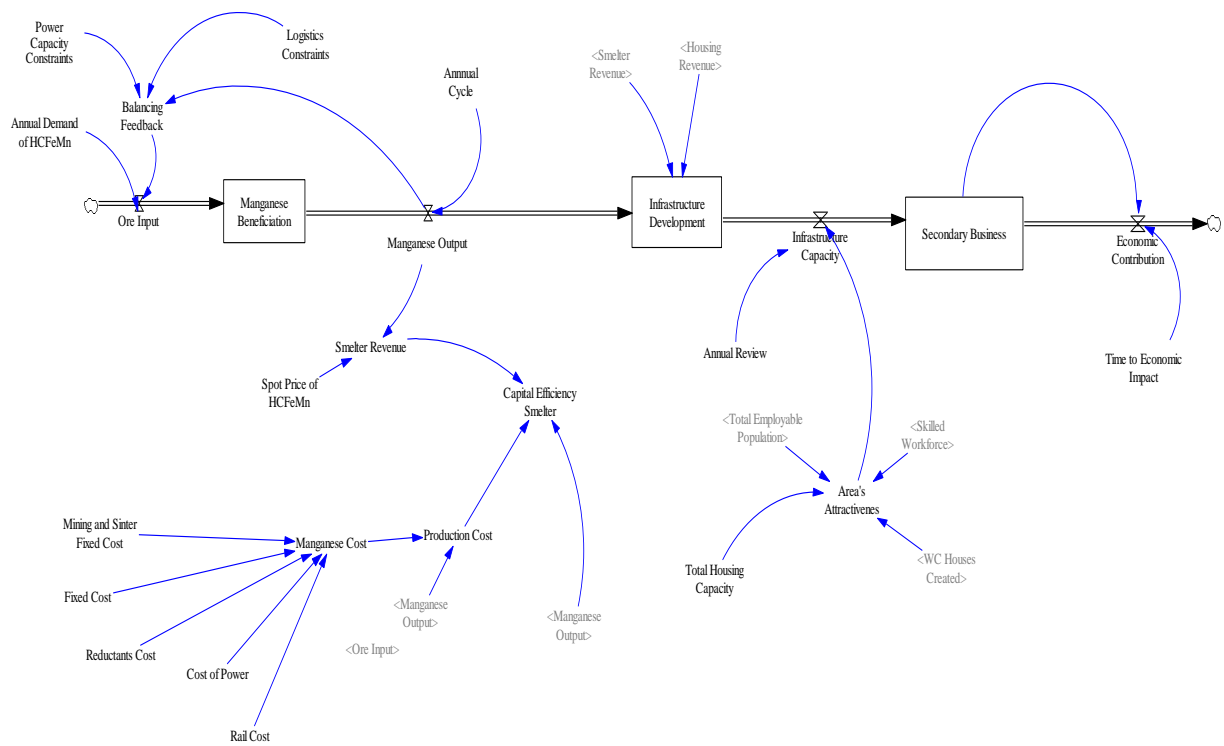 Power
Capacity
Constraints
Logistics
Constraints
<Smelter
Revenue>
<Housing
Revenue>
Annual Demand
of HCFeMn
Balancing
Feedback
Annnual
Cycle
Ore Input
Manganese
Beneficiation
Manganese Output
Infrastructure
Development
Infrastructure
Capacity
Secondary Business
Economic
Contribution
Smelter Revenue
Spot Price of
HCFeMn
Capital Efficiency
Smelter
Annual Review
Time to Economic
Impact
<Total Employable
Population>
<Skilled
Workforce>
Area's
Attractivenes
Mining and Sinter
Fixed Cost
Manganese Cost
Production Cost
Total Housing
Capacity
<WC Houses
Created>
Fixed Cost
<Manganese
Output>
<Manganese
Output>
Reductants Cost
<Ore Input>
Cost of Power
Rail Cost